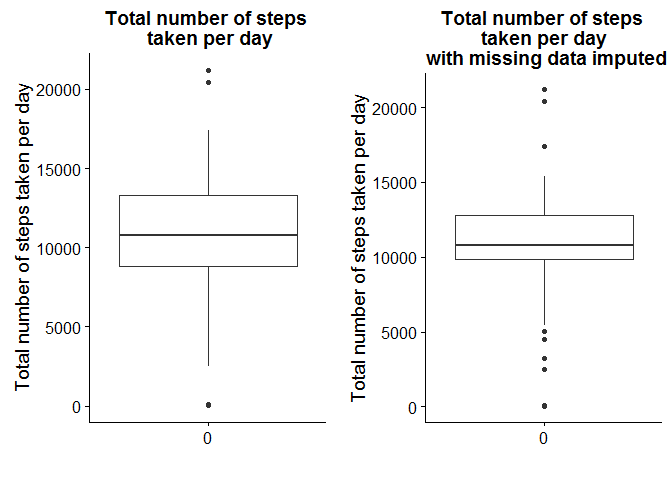 Total number of steps
taken per day
Total number of steps taken per day
20000
15000
10000
5000
0
0
Total number of steps
taken per day
with missing data imputed
Total number of steps taken per day
20000
15000
10000
5000
0
0